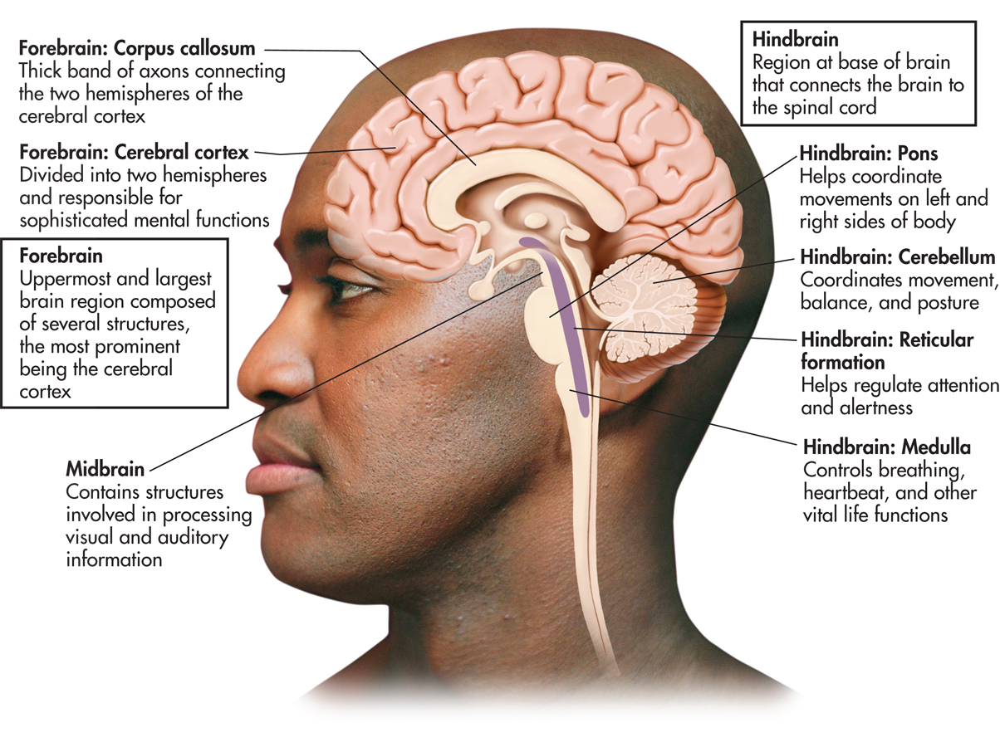 Forebrain: Corpus callosum
Thick band of axons connecting
the two hemispheres of the
cerebral cortex
Forebrain: Cerebral cortex
Divided into two hemispheres
and responsible for
sophisticated mental functions
Forebrain
Uppermost and largest
brain region composed
of several structures,
the most prominent
being the cerebral
cortex
Midbrain
Contains structures
involved in processing
visual and auditory
information
Hindbrain
Region at base of brain
that connects the brain to
the spinal cord
Hindbrain: Pons
Helps coordinate
movements on left and
right sides of body
Hindbrain: Cerebellum
Coordinates movement,
balance, and posture
Hindbrain: Reticular
formation
Helps regulate attention
and alertness
Hindbrain: Medulla
Controls breathing,
heartbeat, and other
vital life functions